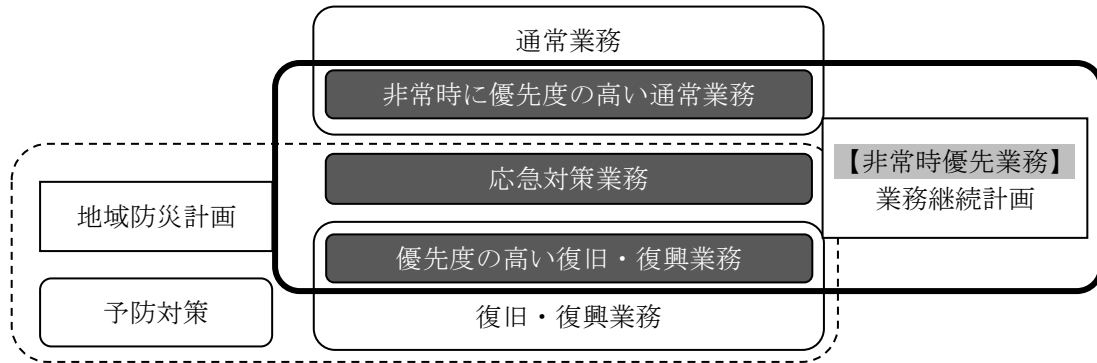 通常業務
非常時に優先度の高い通常業務
応急対策業務
【非常時優先業務】
業務継続計画
地域防災計画
優先度の高い復旧・復興業務
予防対策
復旧・復興業務